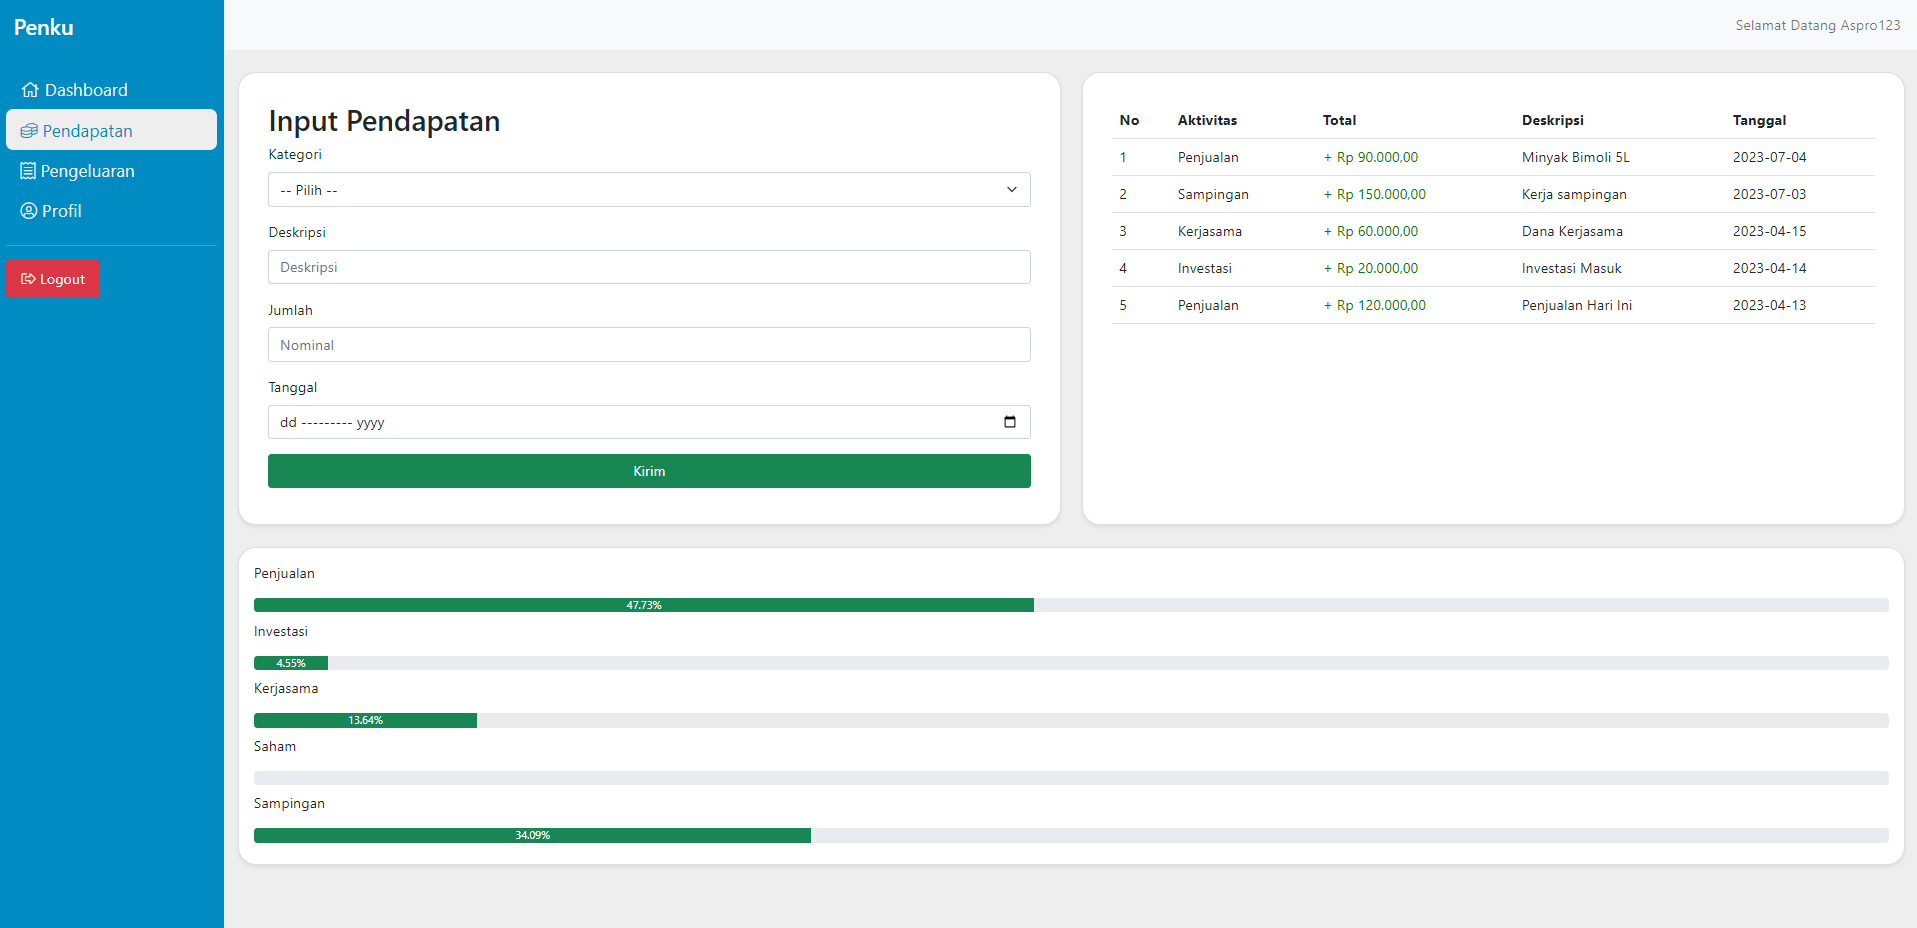 Penku
Selamat Datang Aspro123
Dashboard
Pendapatan
Pengeluaran
Profil
Logout
Input Pendapatan
Kategori
-- Pilih --
Deskripsi
Deskripsi
Jumlah
Nominal
Tanggal
dd --------- yyyy
Kirim
No Aktivitas Total Deskripsi Tanggal
1 Penjualan + Rp 90.000,00 Minyak Bimoli 5L 2023-07-04
2 Sampingan + Rp 150.000,00 Kerja sampingan 2023-07-03
3 Kerjasama + Rp 60.000,00 Dana Kerjasama 2023-04-15
4 Investasi + Rp 20.000,00 Investasi Masuk 2023-04-14
5 Penjualan + Rp 120.000,00 Penjualan Hari Ini 2023-04-13
Penjualan
47.73%
Investasi
4.55%
Kerjasama
13.64%
Saham
Sampingan
34.09%